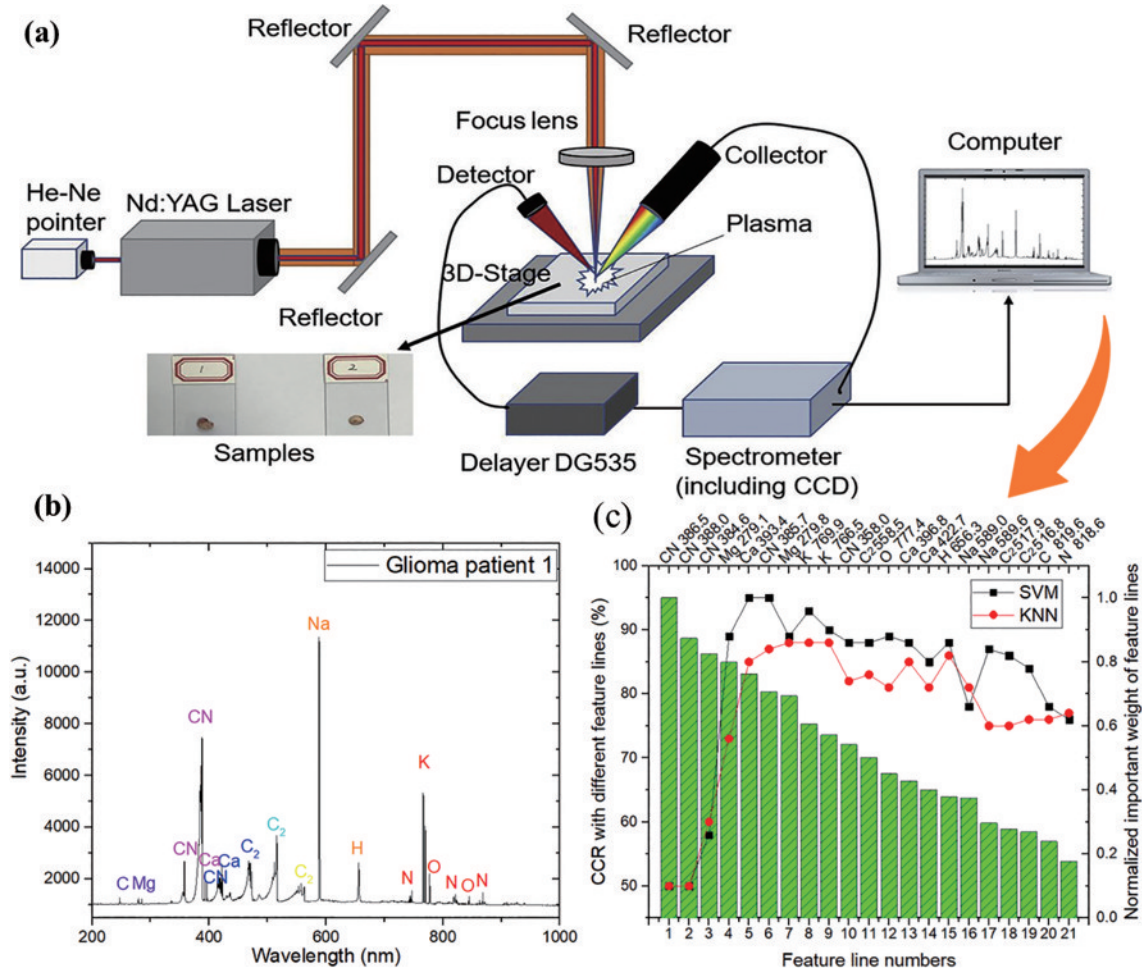 (a)
Reflector
Reflector
Focus lens
Detector
Collector
Computer
He-Ne
pointer
Nd:YAG Laser
Plasma
3D-Stage
Reflector
1
2
Samples
Delayer DG535
Spectrometer
(including CCD)
(b)
Glioma patient 1
14000
12000
10000
8000
6000
4000
2000
Intensity (a.u.)
C
Mg
CN
CN
Ca
CN
Ca
C2
C2
C2
Na
H
N
K
O
N
O
N
200
400
600
800
1000
Wavelength (nm)
(c)
CN 386.5
CN 388.0
CN 384.6
Mg 279.1
Ca 393.4
CN 385.7
Mg 279.8
K 769.9
K 766.5
CN 358.0
C2 558.5
O 777.4
Ca 396.8
Ca 422.7
H 656.3
Na 589.0
Na 589.6
C2 517.9
C2 516.8
C 819.6
N 818.6
SVM
KNN
100
90
80
70
60
50
CCR with different feature lines (%)
1.0
0.8
0.6
0.4
0.2
0.0
Normalized important weight of feature lines
1 2 3 4 5 6 7 8 9 10 11 12 13 14 15 16 17 18 19 20 21
Feature line numbers